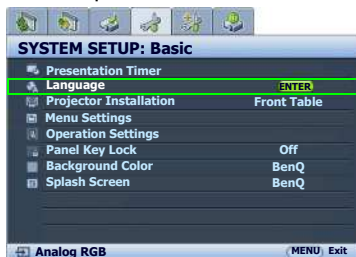 SYSTEM SETUP: Basic
Presentation Timer
Language ENTER
Projector Installation Front Table
Menu Settings
Operation Settings
Panel Key Lock Off
Background Color BenQ
Splash Screen BenQ
Analog RGB MENU Exit